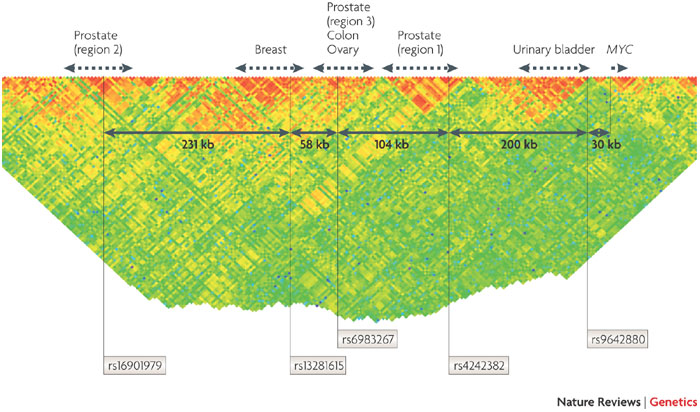 Prostate
(region 2)
Breast
Prostate
(region 3)
Colon
Ovary
Prostate
(region 1)
Urinary bladder
MYC
231 kb
58 kb
104 kb
200 kb
30 kb
rs6983267
rs9642880
rs16901979
rs13281615
rs4242382
Nature Reviews | Genetics